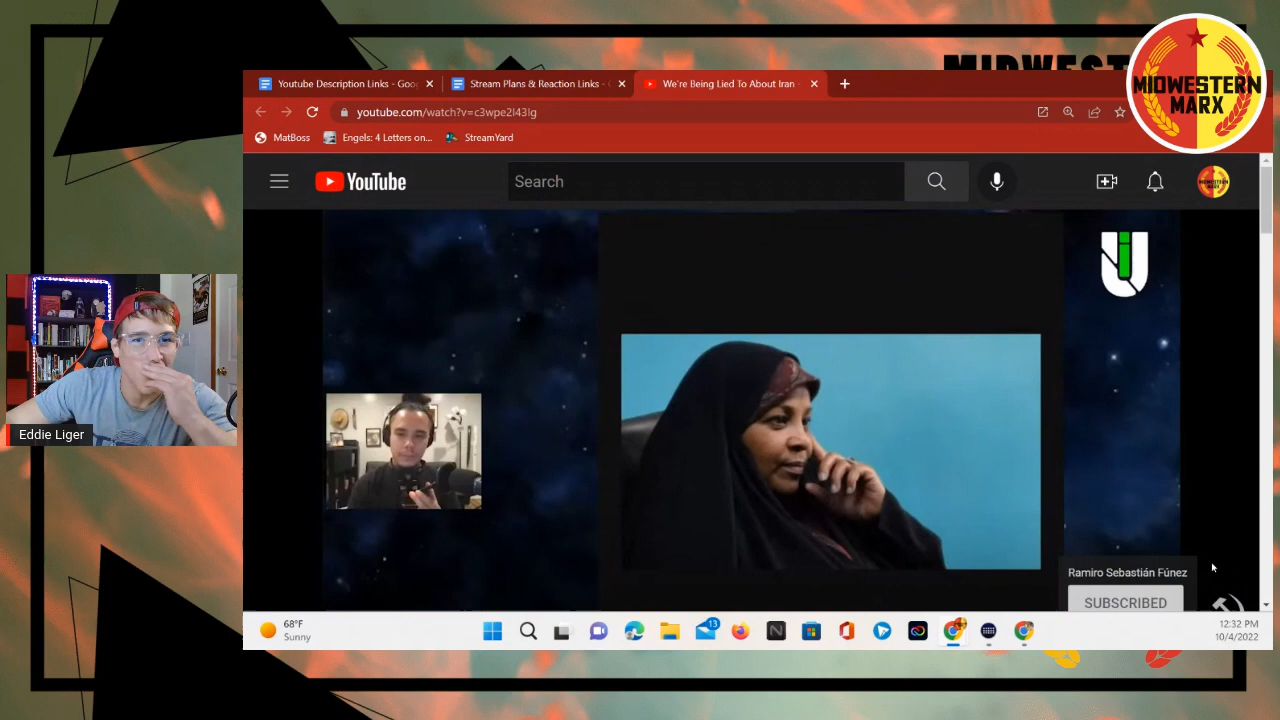 MIDWESTERN
MARX
Youtube Description Links - Goo
Stream Plans & Reaction Links - (
We're Being Lied To About Iran -
youtube.com/watch?v=c3wpe2I43Ig
MatBoss
Engels: 4 Letters on...
StreamYard
YouTube
Search
Eddie Liger
Ramiro Sebastián Fúnez
SUBSCRIBED
68°F
Sunny
13
12:32 PM
10/4/2022